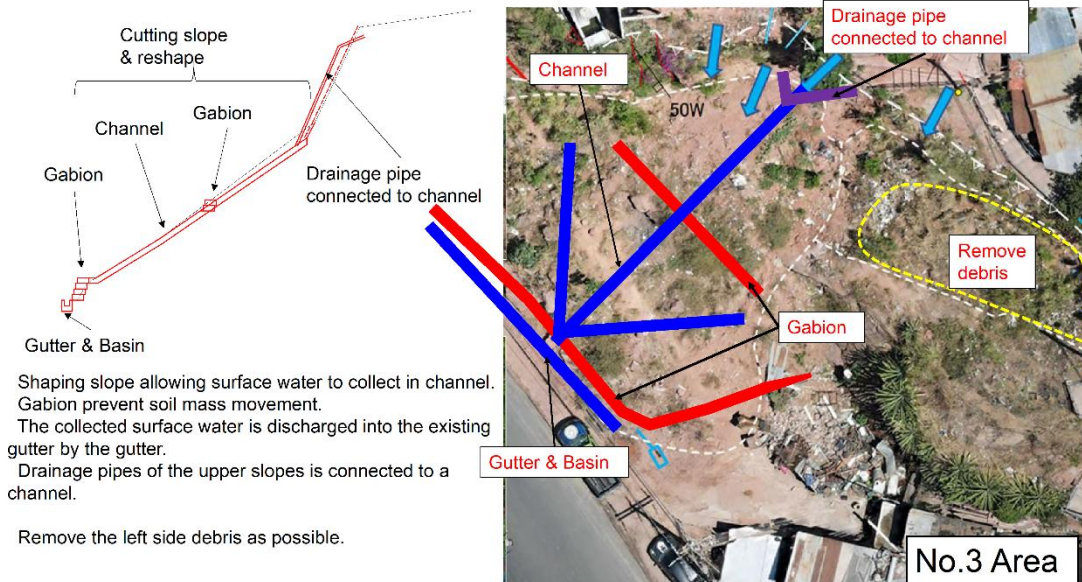 Cutting slope
& reshape
Gabion
Channel
Gabion
Drainage pipe
connected to channel
Gutter & Basin
Shaping slope allowing surface water to collect in channel.
Gabion prevent soil mass movement.
The collected surface water is discharged into the existing
gutter by the gutter.
Drainage pipes of the upper slopes is connected to a
channel.
Remove the left side debris as possible.
Drainage pipe
connected to channel
Channel
50W
Remove
debris
Gabion
Gutter & Basin
No.3 Area